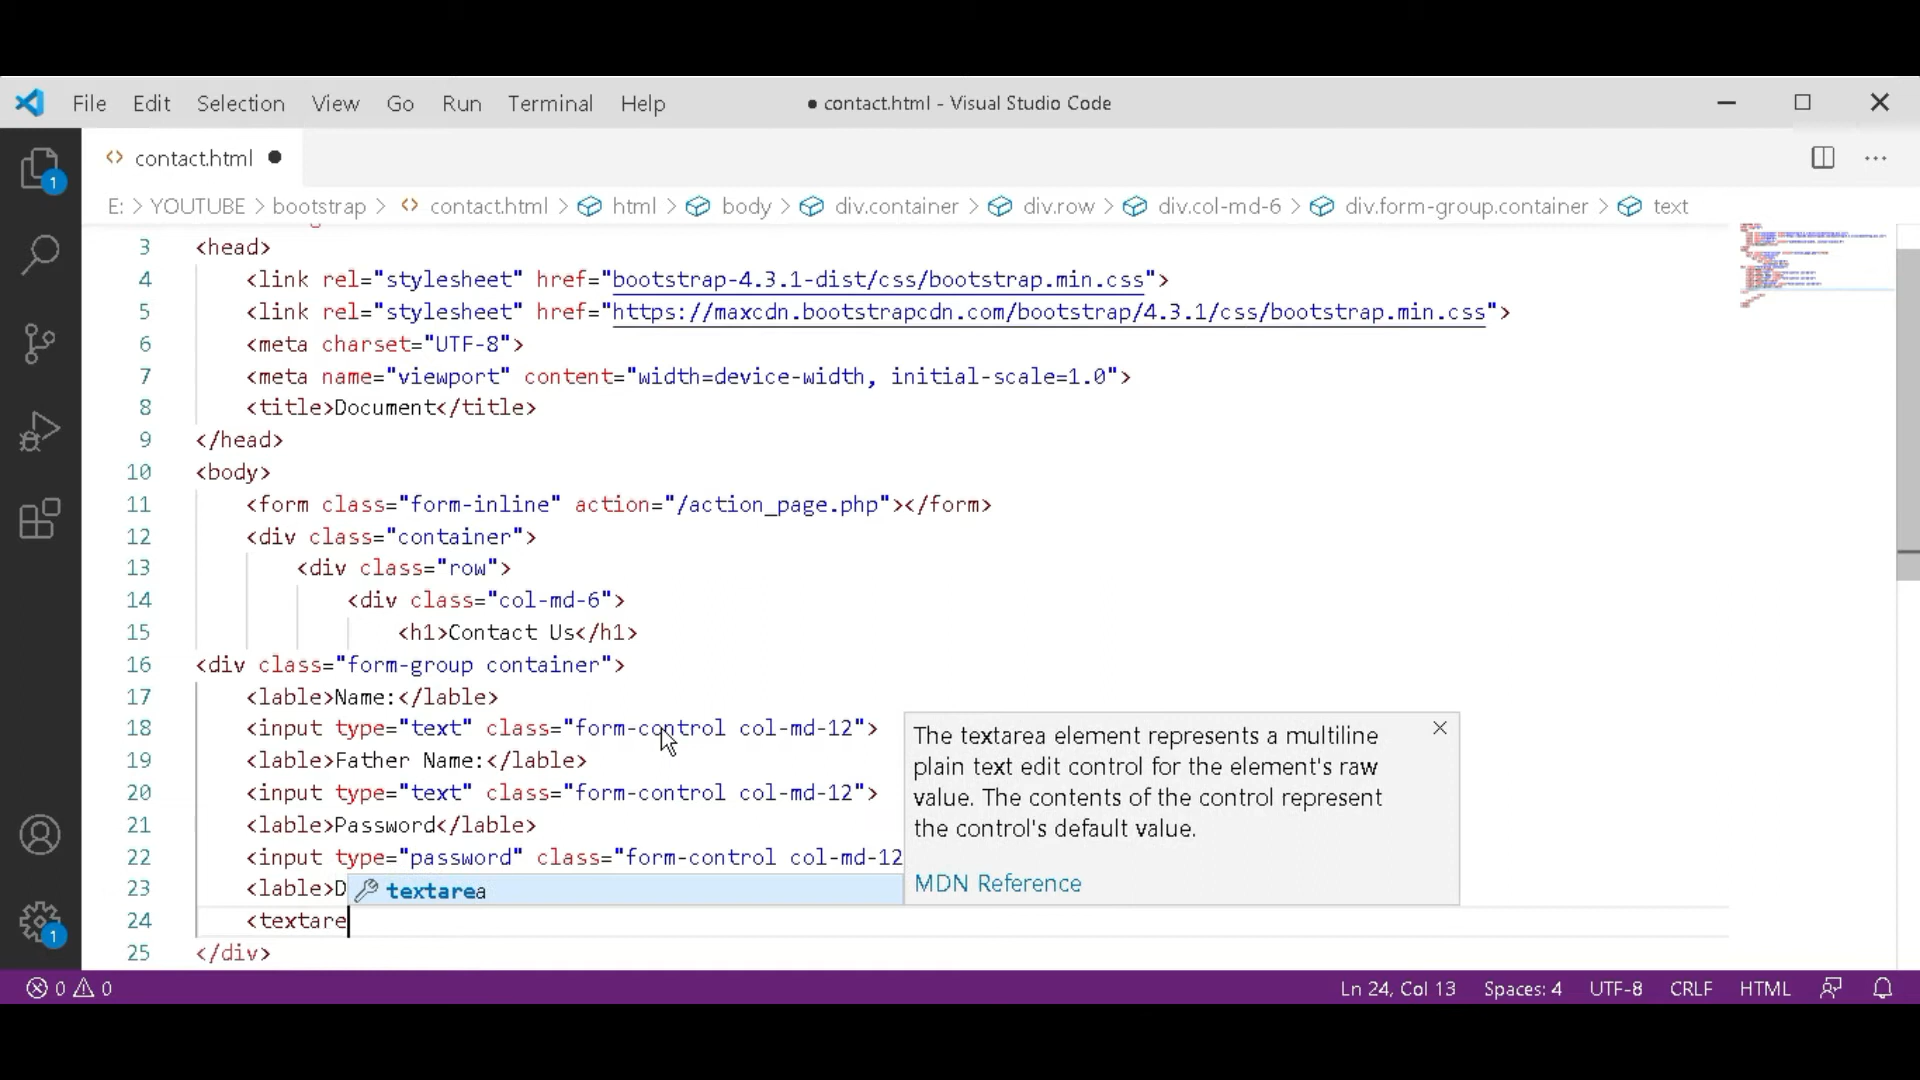 File Edit Selection View Go Run Terminal Help
● contact.html - Visual Studio Code
contact.html ●
E: > YOUTUBE > bootstrap > <> contact.html > html > body > div.container > div.row > div.col-md-6 > div.form-group.container > text
3 <head>
4 <link rel="stylesheet" href="bootstrap-4.3.1-dist/css/bootstrap.min.css">
5 <link rel="stylesheet" href="https://maxcdn.bootstrapcdn.com/bootstrap/4.3.1/css/bootstrap.min.css">
6 <meta charset="UTF-8">
7 <meta name="viewport" content="width=device-width, initial-scale=1.0">
8 <title>Document</title>
9 </head>
10 <body>
11 <form class="form-inline" action="/action_page.php"></form>
12 <div class="container">
13 <div class="row">
14 <div class="col-md-6">
15 <h1>Contact Us</h1>
16 <div class="form-group container">
17 <lable>Name:</lable>
18 <input type="text" class="form-control col-md-12">
19 <lable>Father Name:</lable>
20 <input type="text" class="form-control col-md-12">
21 <lable>Password</lable>
22 <input type="password" class="form-control col-md-12
23 <lable>D
24 <textare
25 </div>
textarea
The textarea element represents a multiline
plain text edit control for the element's raw
value. The contents of the control represent
the control's default value.
MDN Reference
1
1
0 0
Ln 24, Col 13 Spaces: 4 UTF-8 CRLF HTML